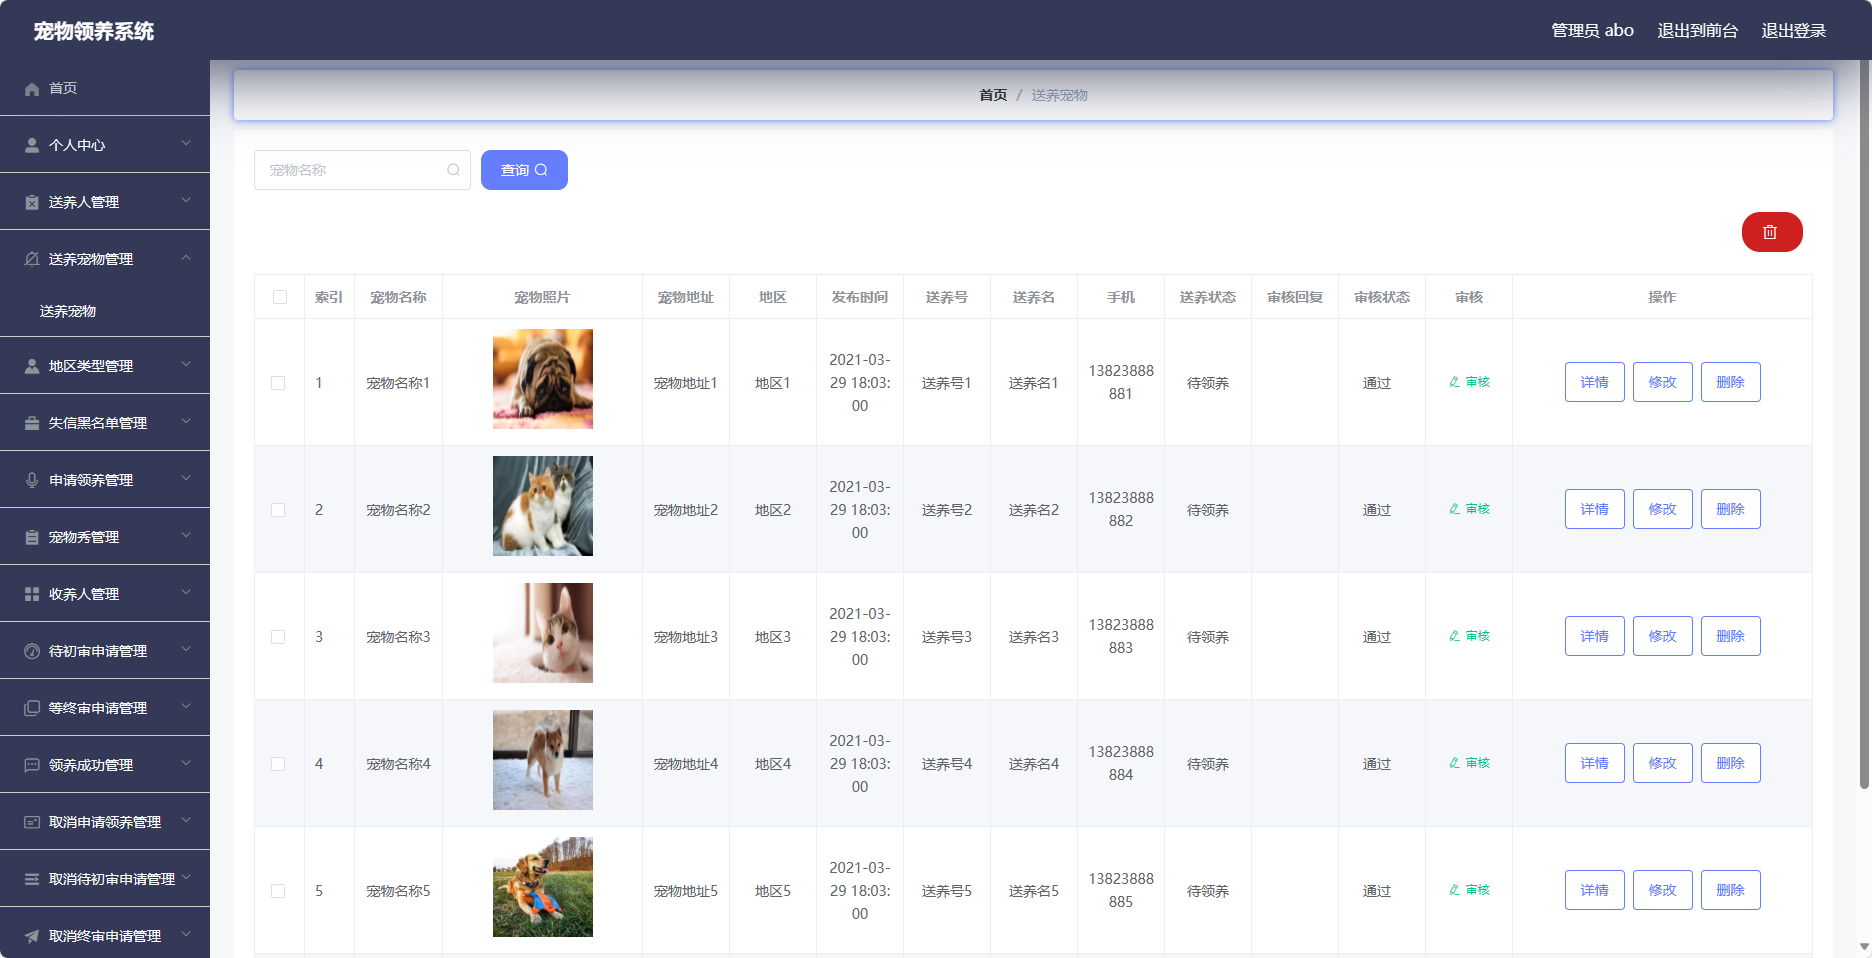 宠物领养系统
管理员 abo 退出到前台 退出登录
首页
个人中心
送养人管理
送养宠物管理
送养宠物
地区类型管理
失信黑名单管理
申请领养管理
宠物秀管理
收养人管理
待初审申请管理
等终审申请管理
领养成功管理
取消申请领养管理
取消待初审申请管理
取消终审申请管理
首页 / 送养宠物
宠物名称 查询
索引 宠物名称 宠物照片 宠物地址 地区 发布时间 送养号 送养名 手机 送养状态 审核回复 审核状态 审核 操作
1 宠物名称1 宠物地址1 地区1 2021-03-29 18:03:00 送养号1 送养名1 13823888881 待领养 通过 审核 详情 修改 删除
2 宠物名称2 宠物地址2 地区2 2021-03-29 18:03:00 送养号2 送养名2 13823888882 待领养 通过 审核 详情 修改 删除
3 宠物名称3 宠物地址3 地区3 2021-03-29 18:03:00 送养号3 送养名3 13823888883 待领养 通过 审核 详情 修改 删除
4 宠物名称4 宠物地址4 地区4 2021-03-29 18:03:00 送养号4 送养名4 13823888884 待领养 通过 审核 详情 修改 删除
5 宠物名称5 宠物地址5 地区5 2021-03-29 18:03:00 送养号5 送养名5 13823888885 待领养 通过 审核 详情 修改 删除